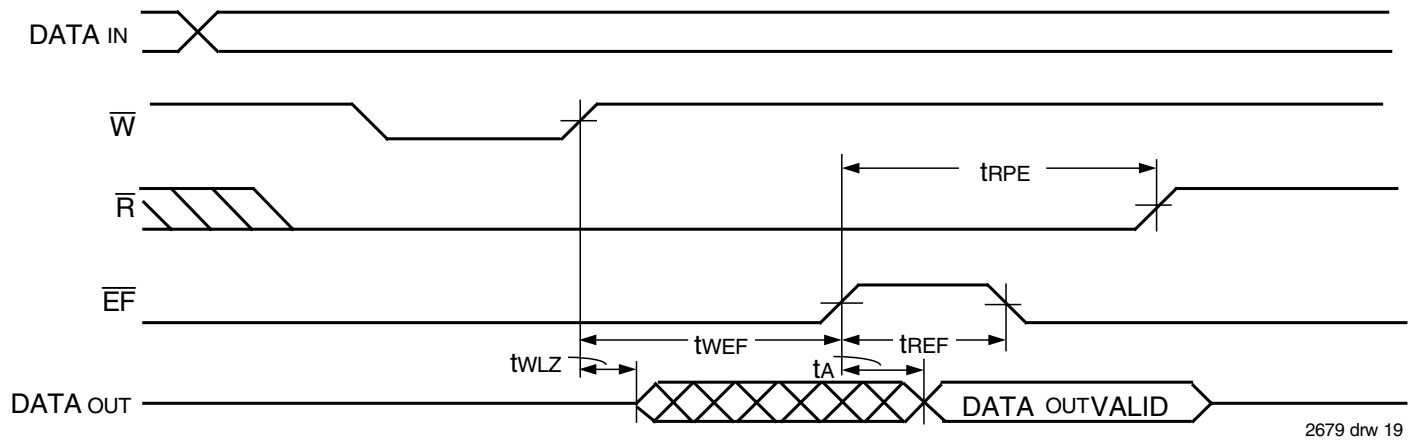 DATA IN
W
R
tRPE
EF
tWEF
tREF
tWLZ
tA
DATA OUT
DATA OUTVALID
2679 drw 19